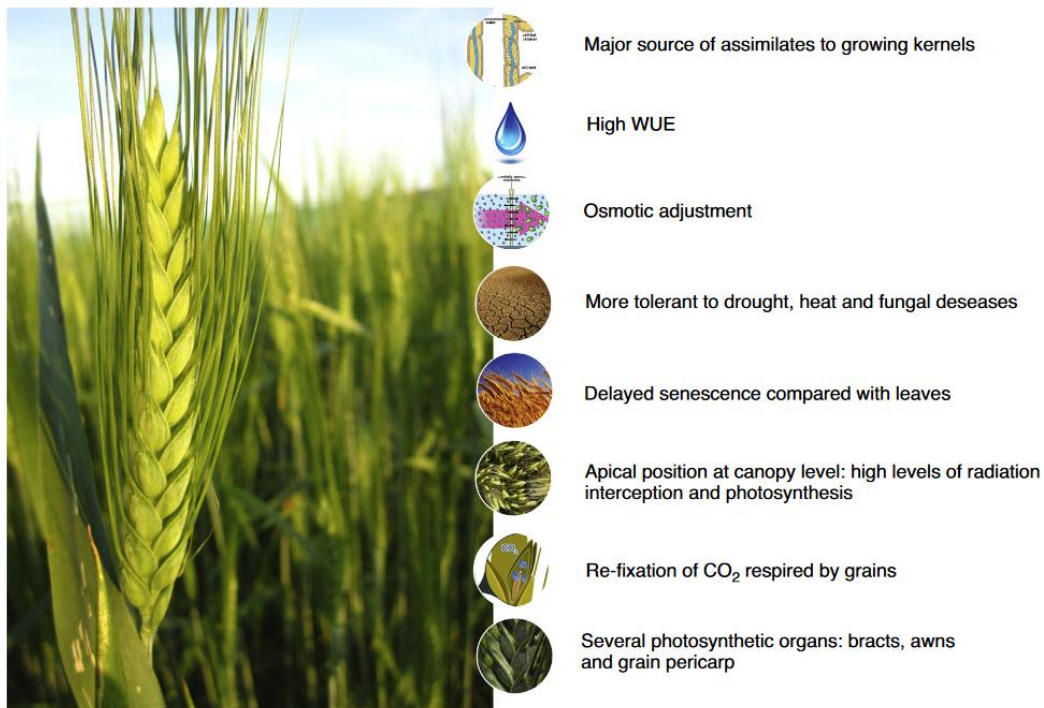 Major source of assimilates to growing kernels
High WUE
Osmotic adjustment
More tolerant to drought, heat and fungal deseases
Delayed senescence compared with leaves
Apical position at canopy level: high levels of radiation
interception and photosynthesis
CO₂
Re-fixation of CO₂ respired by grains
Several photosynthetic organs: bracts, awns
and grain pericarp